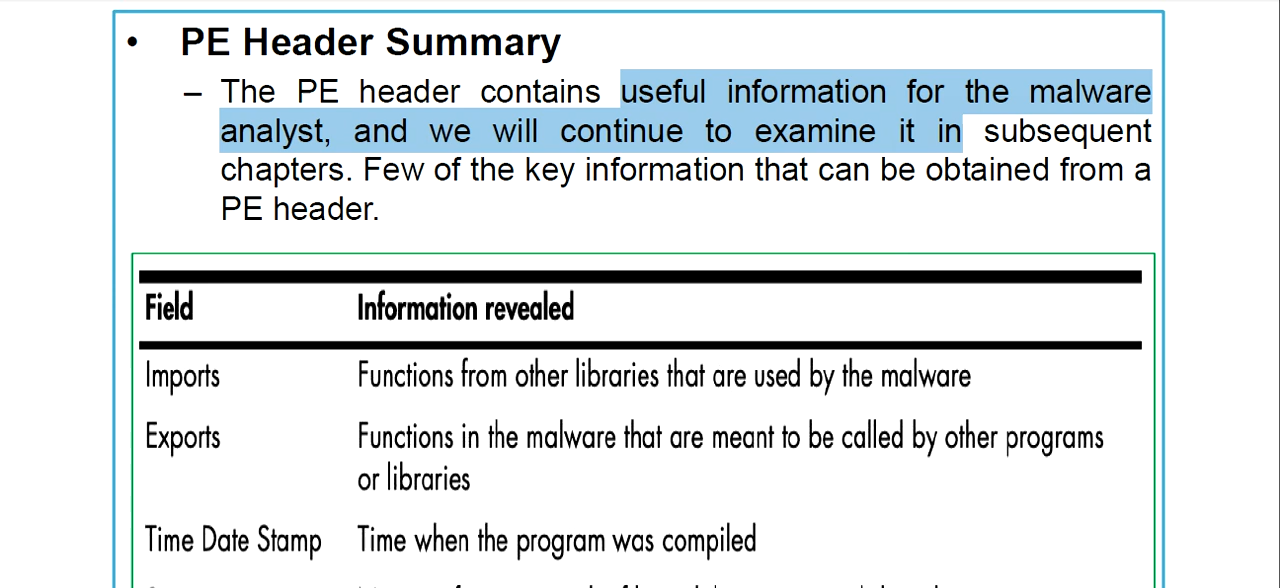 • PE Header Summary
– The PE header contains useful information for the malware
analyst, and we will continue to examine it in subsequent
chapters. Few of the key information that can be obtained from a
PE header.
Field Information revealed
Imports Functions from other libraries that are used by the malware
Exports Functions in the malware that are meant to be called by other programs
or libraries
Time Date Stamp Time when the program was compiled